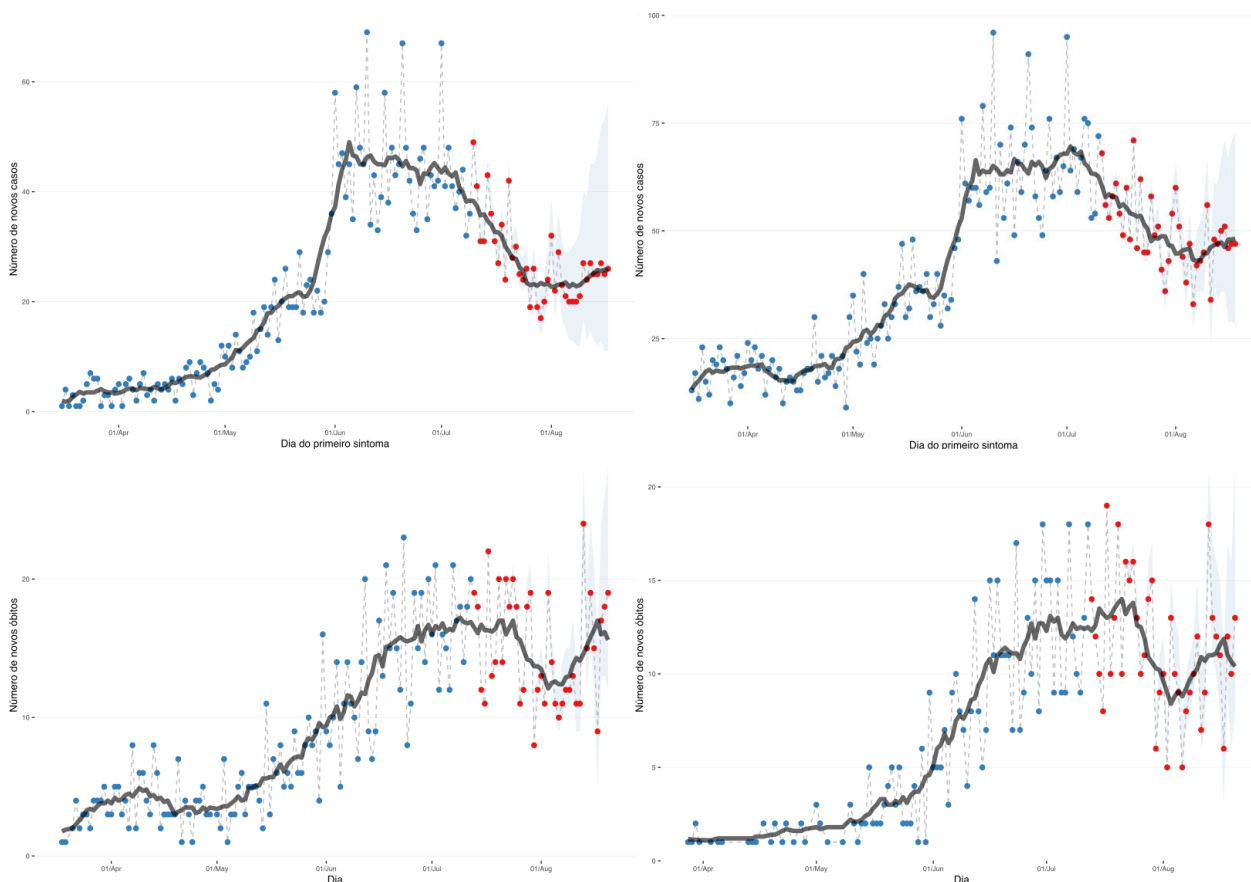 Número de novos casos
60
40
20
0
01/Apr
01/May
01/Jun
01/Jul
01/Aug
Dia do primeiro sintoma
Número de novos casos
100
75
50
25
01/Apr
01/May
01/Jun
01/Jul
01/Aug
Dia do primeiro sintoma
Número de novos óbitos
20
10
0
01/Apr
01/May
01/Jun
01/Jul
01/Aug
Dia
Número de novos óbitos
20
15
10
5
0
01/Apr
01/May
01/Jun
01/Jul
01/Aug
Dia